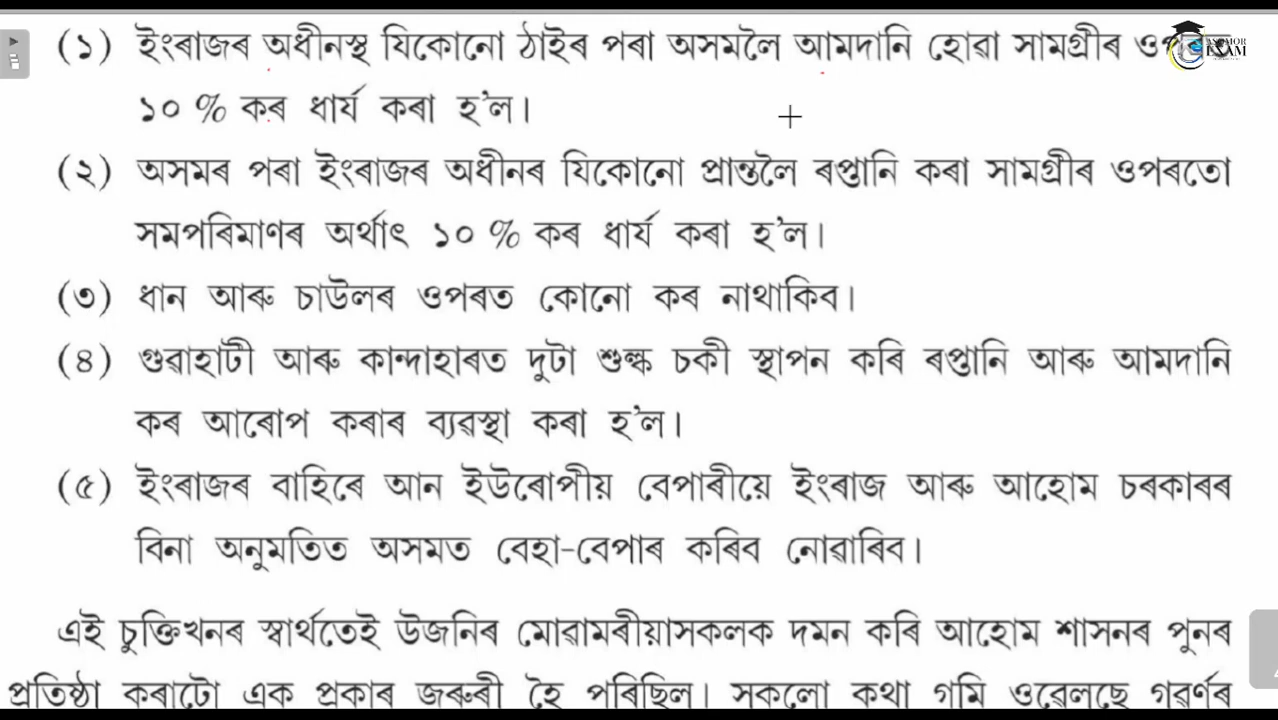 (১) ইংৰাজৰ অধীনস্থ যিকোনো ঠাইৰ পৰা অসমলৈ আমদানি হোৱা সামগ্ৰীৰ
১০ % কৰ ধাৰ্য কৰা হ'ল।
(২) অসমৰ পৰা ইংৰাজৰ অধীনৰ যিকোনো প্ৰান্তলৈ ৰপ্তানি কৰা সামগ্ৰীৰ ওপৰতো
সমপৰিমাণৰ অৰ্থাৎ ১০ % কৰ ধাৰ্য কৰা হ'ল।
(৩) ধান আৰু চাউলৰ ওপৰত কোনো কৰ নাথাকিব।
(৪) গুৱাহাটী আৰু কান্দাহাৰত দুটা শুল্ক চকী স্থাপন কৰি ৰপ্তানি আৰু আমদানি
কৰ আৰোপ কৰাৰ ব্যৱস্থা কৰা হ'ল।
(৫) ইংৰাজৰ বাহিৰে আন ইউৰোপীয় বেপাৰীয়ে ইংৰাজ আৰু আহোম চৰকাৰৰ
বিনা অনুমতিত অসমত বেহা-বেপাৰ কৰিব নোৱাৰিব।
এই চুক্তিখনৰ স্বাৰ্থতেই উজনিৰ মোৱামৰীয়াসকলক দমন কৰি আহোম শাসনৰ পুনৰ
প্ৰতিষ্ঠা কৰাটো এক প্ৰকাৰ জৰুৰী হৈ পৰিছিল। সকলো কথা গমি ওৱেলছে গৱৰ্ণৰ